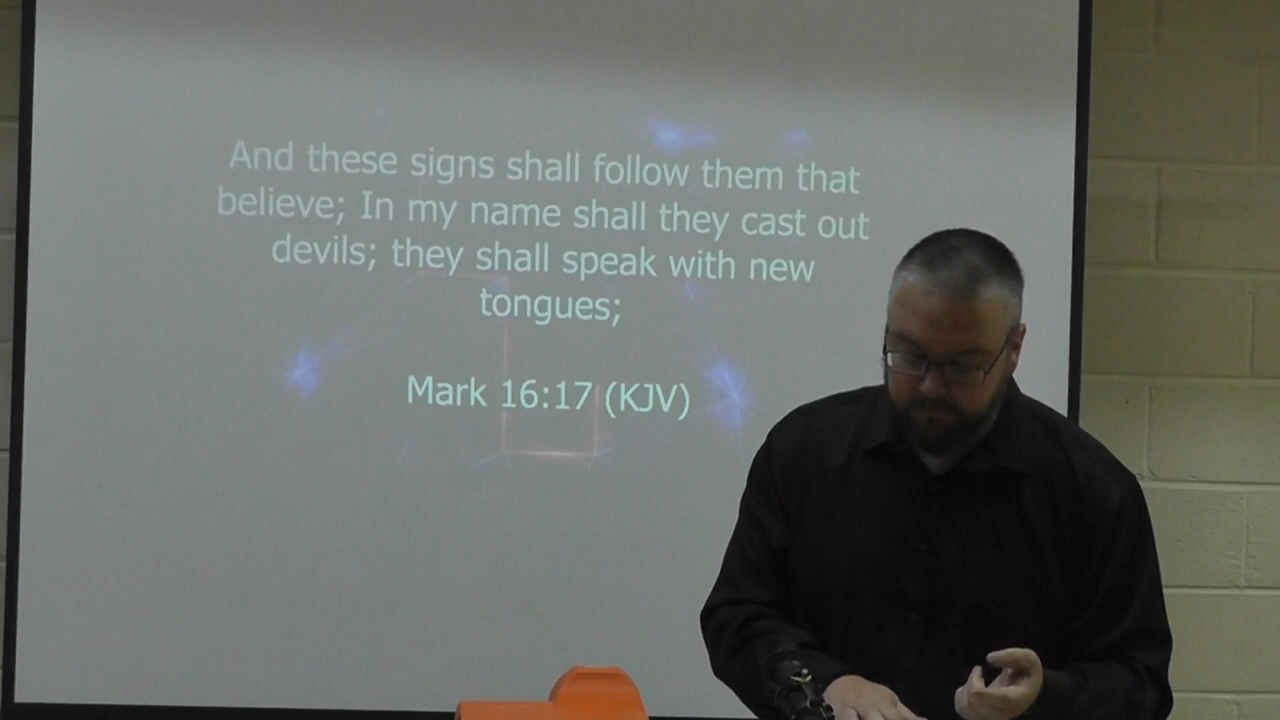 And these signs shall follow them that
believe; In my name shall they cast out
devils; they shall speak with new
tongues;
Mark 16:17 (KJV)